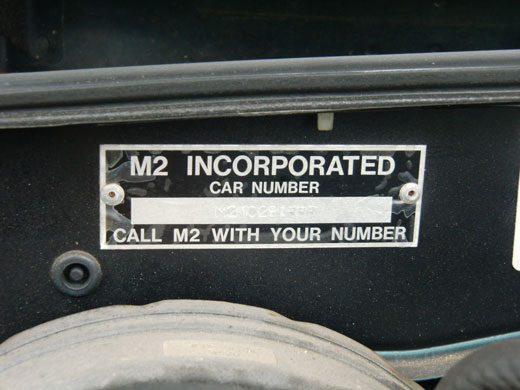 M2 INCORPORATED
CAR NUMBER
CALL M2 WITH YOUR NUMBER